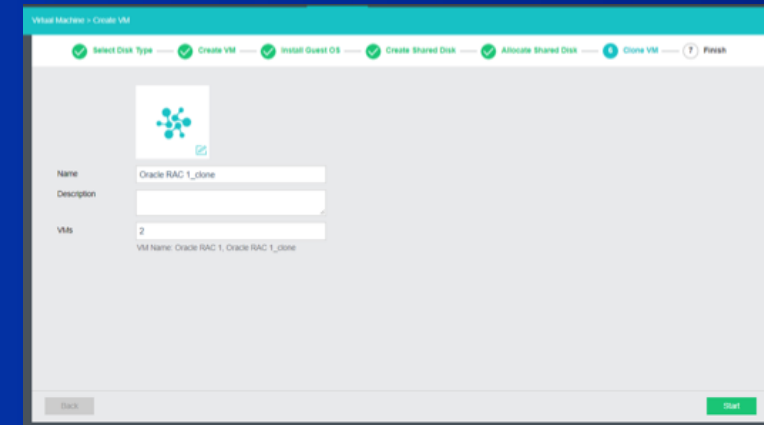 Virtual Machine > Create VM
Select Disk Type Create VM Install Guest OS Create Shared Disk Allocate Shared Disk 6 Clone VM 7 Finish
Name Oracle RAC 1_clone
Description
VMs 2
VM Name: Oracle RAC 1, Oracle RAC 1_clone
Back Start